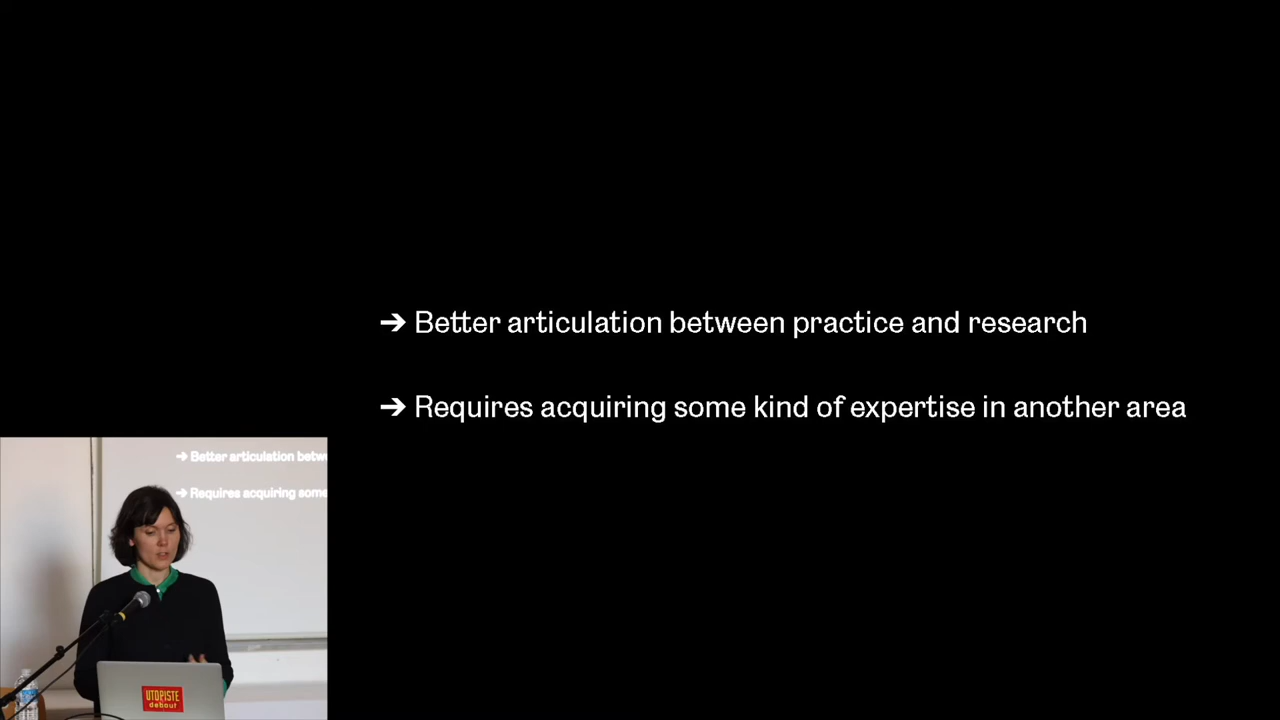 ➔ Better articulation between practice and research
➔ Requires acquiring some kind of expertise in another area
➔ Better articulation betw
➔ Requires acquiring some
UTOPISTE
debout